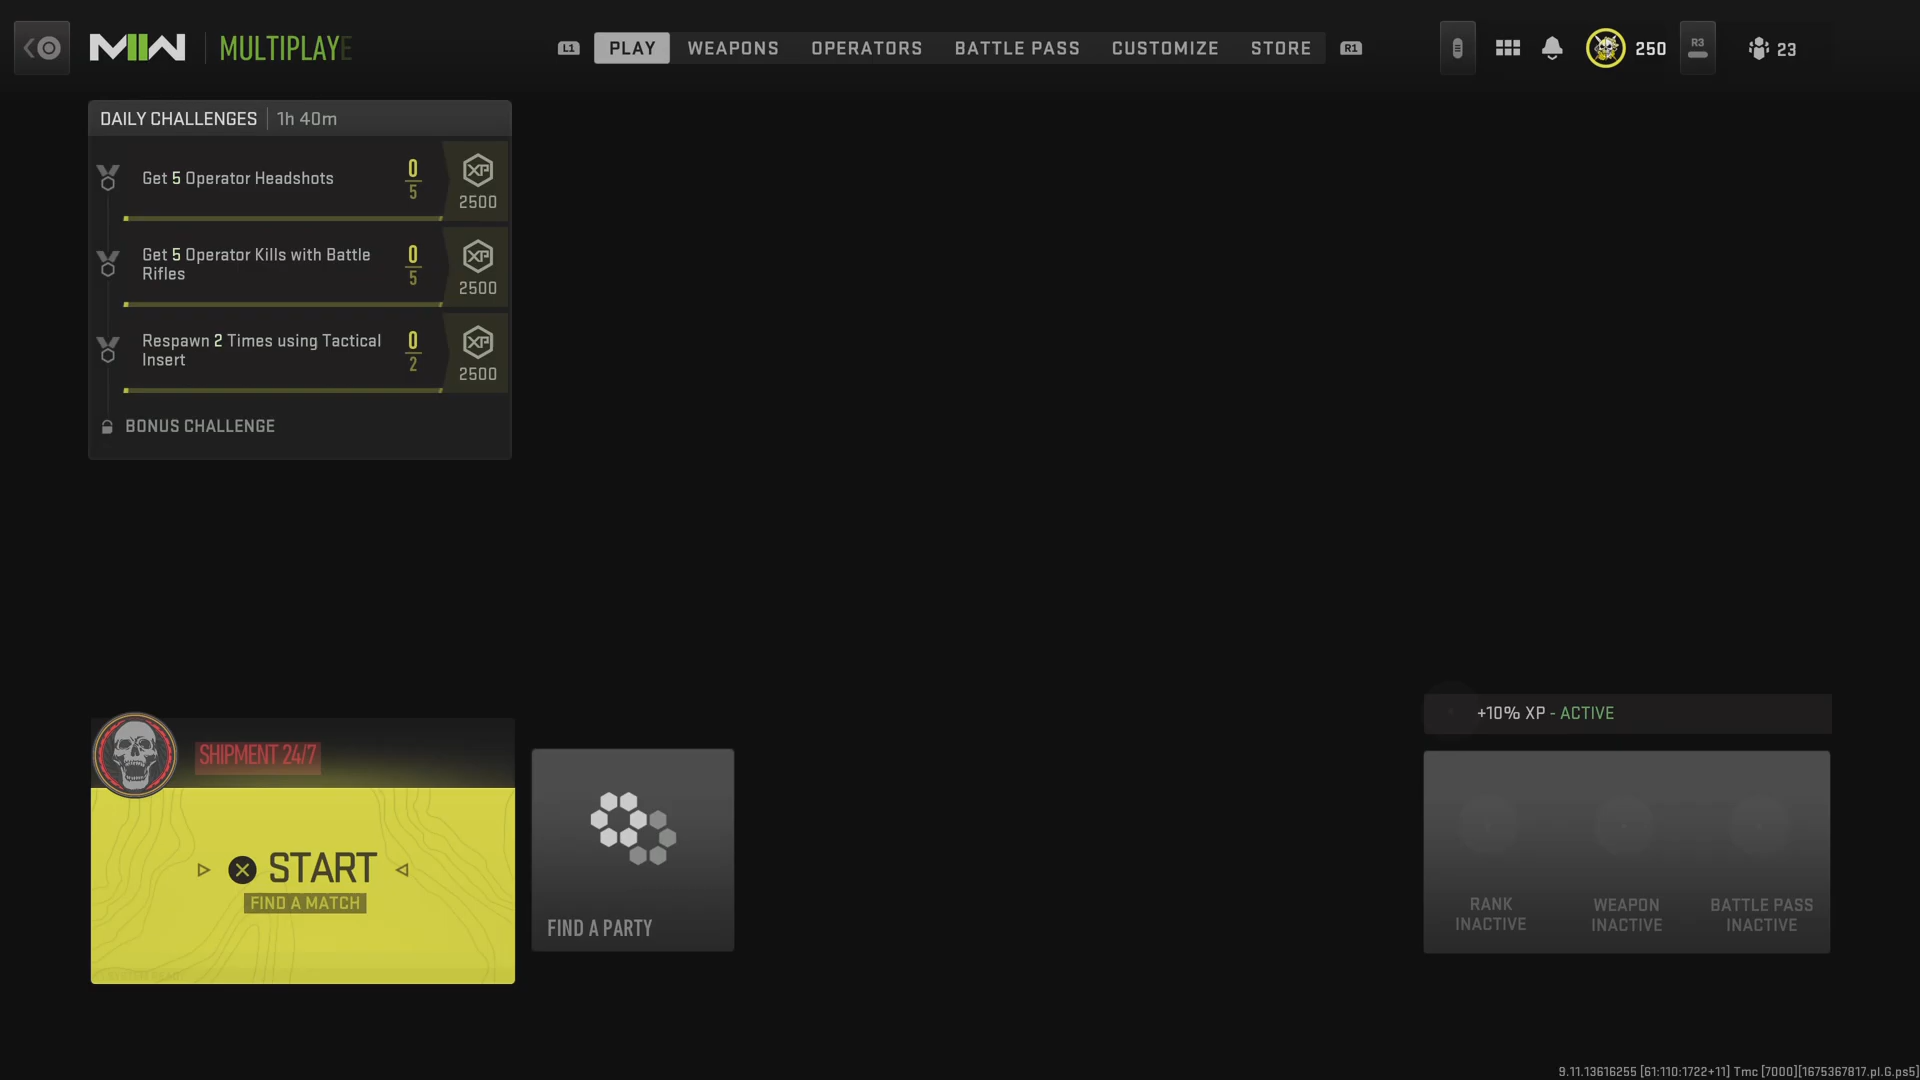 MWII MULTIPLAYE
L1 PLAY WEAPONS OPERATORS BATTLE PASS CUSTOMIZE STORE R1
250
R3
23
DAILY CHALLENGES 1h 40m
Get 5 Operator Headshots
0
5
XP
2500
Get 5 Operator Kills with Battle
Rifles
0
5
XP
2500
Respawn 2 Times using Tactical
Insert
0
2
XP
2500
BONUS CHALLENGE
SHIPMENT 24/7
START
FIND A MATCH
FIND A PARTY
+10% XP - ACTIVE
RANK
INACTIVE
WEAPON
INACTIVE
BATTLE PASS
INACTIVE
9.11.13616255 [61:110:1722+11] Tmc [7000][1675367817.pl.G.ps5]